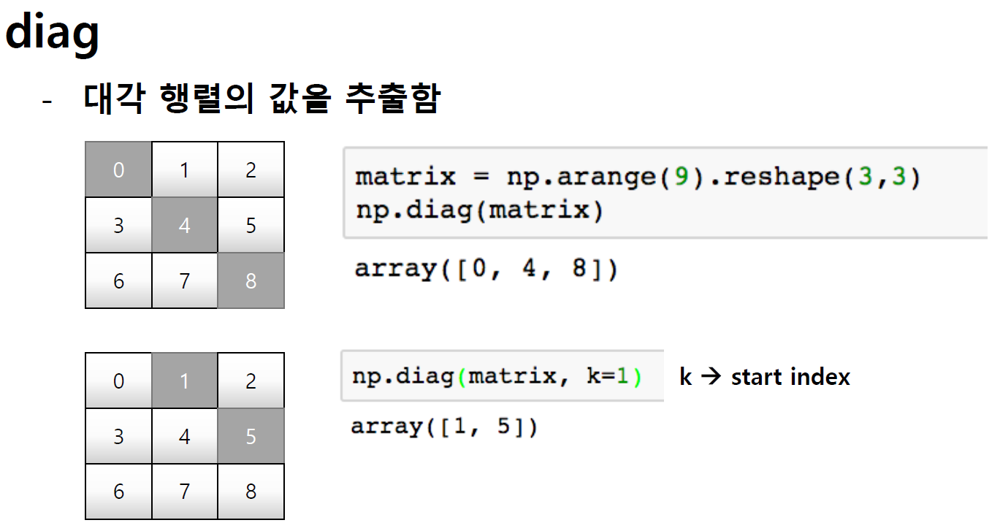 diag
- 대각 행렬의 값을 추출함
0 1 2
3 4 5
6 7 8
matrix = np.arange(9).reshape(3,3)
np.diag(matrix)
array([0, 4, 8])
0 1 2
3 4 5
6 7 8
np.diag(matrix, k=1)
k → start index
array([1, 5])